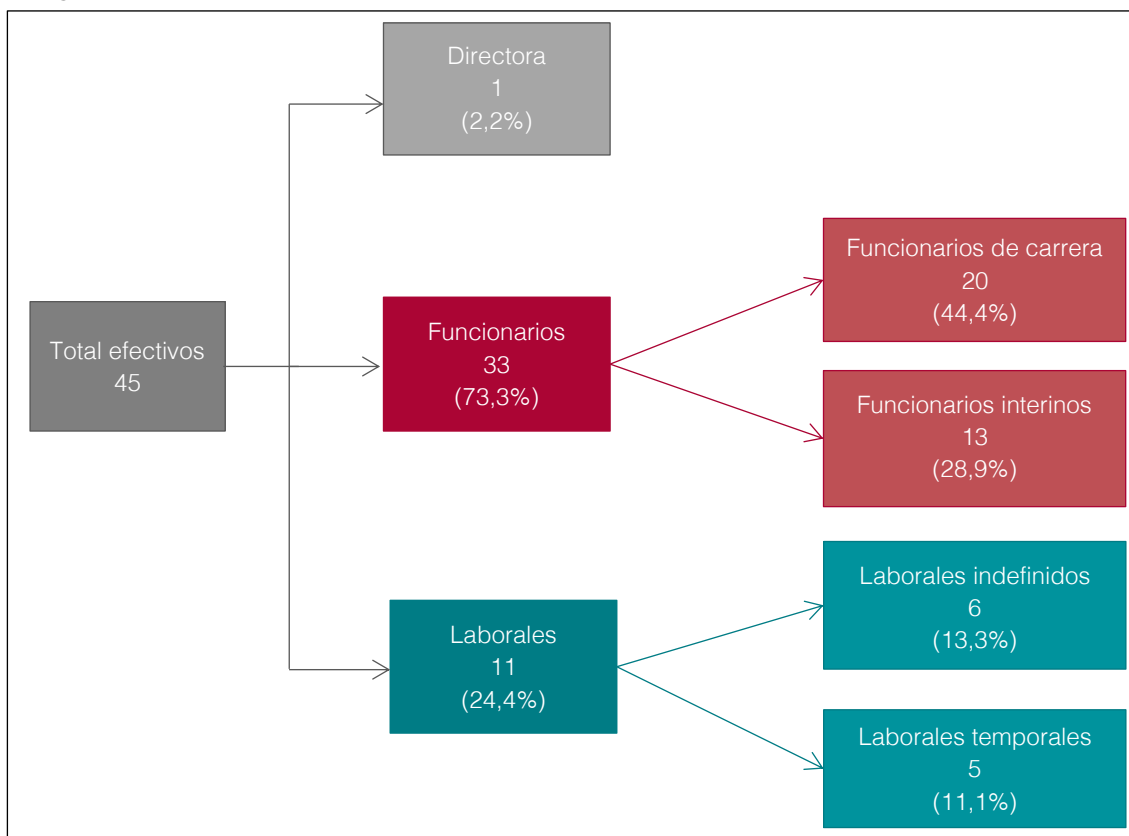 Directora
1
(2,2%)
Total efectivos
45
Funcionarios
33
(73,3%)
Funcionarios de carrera
20
(44,4%)
Funcionarios interinos
13
(28,9%)
Laborales
11
(24,4%)
Laborales indefinidos
6
(13,3%)
Laborales temporales
5
(11,1%)